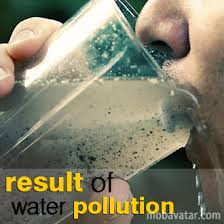 result of
water pollution
mobavatar.com